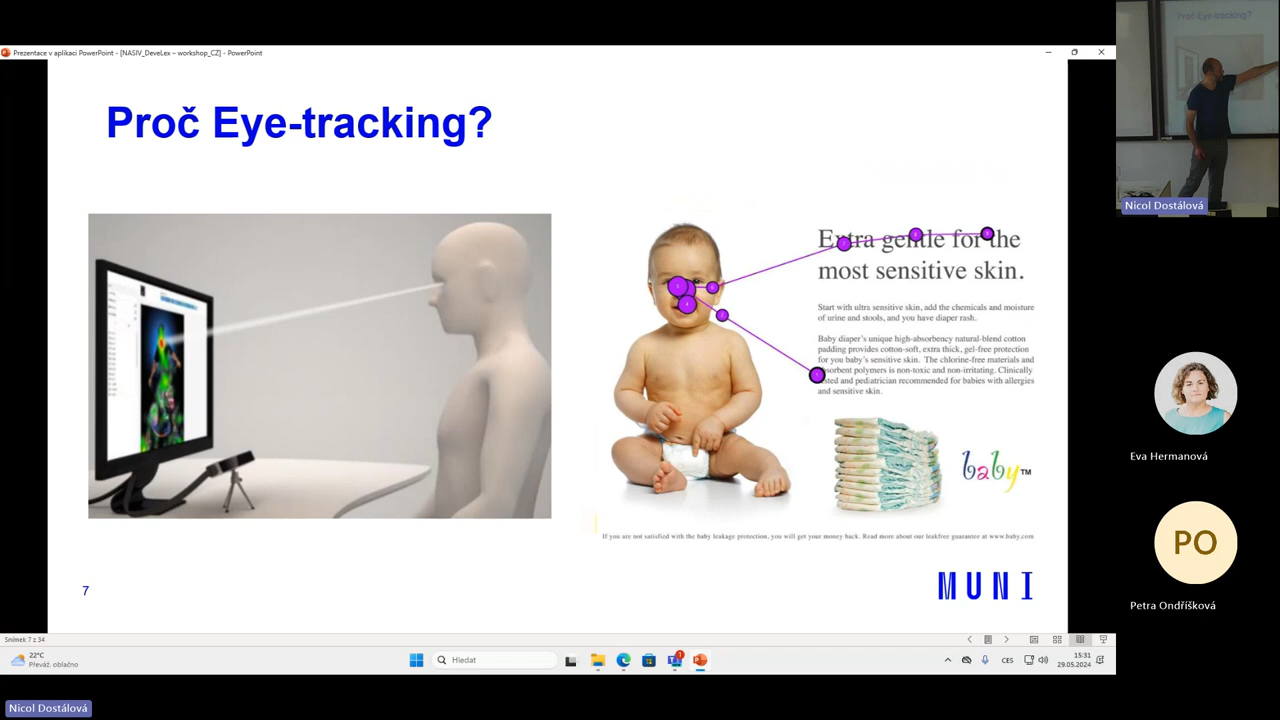 Prezentace v aplikaci PowerPoint - [NASIV_DeveLex – workshop_CZ] - PowerPoint
Proč Eye-tracking?
Extra gentle for the
most sensitive skin.
Start with ultra sensitive skin, add the chemicals and moisture
of urine and stools, and you have diaper rash.
Baby diaper's unique high-absorbency natural-blend cotton
padding provides cotton-soft, extra thick, gel-free protection
for you baby's sensitive skin. The chlorine-free materials and
absorbent polymers is non-toxic and non-irritating. Clinically
and pediatrician recommended for babies with allergies
and sensitive skin.
baby™
If you are not satisfied with the baby leakage protection, you will get your money back. Read more about our leakfree guarantee at www.baby.com
7
MUNI
Snímek 7 z 34
22°C
Převáž. oblačno
Hledat
1
CES
15:31
29.05.2024
Proč Eye-tracking?
Nicol Dostálová
Eva Hermanová
PO
Petra Ondříšková
Nicol Dostálová